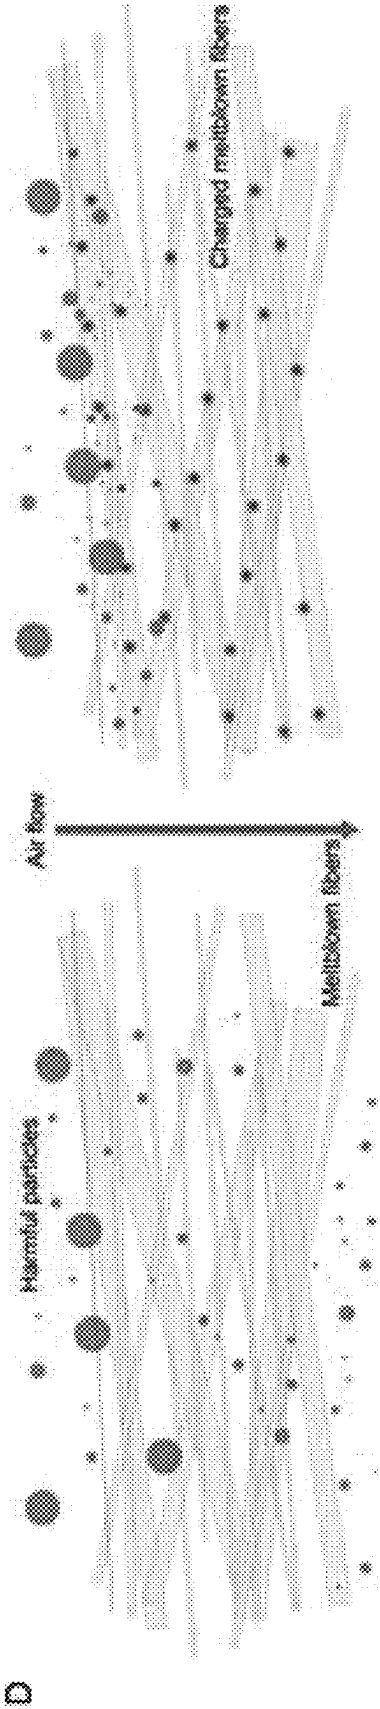 D
Harmful particles
Meltblown fibers
Air flow
Charged meltblown fibers